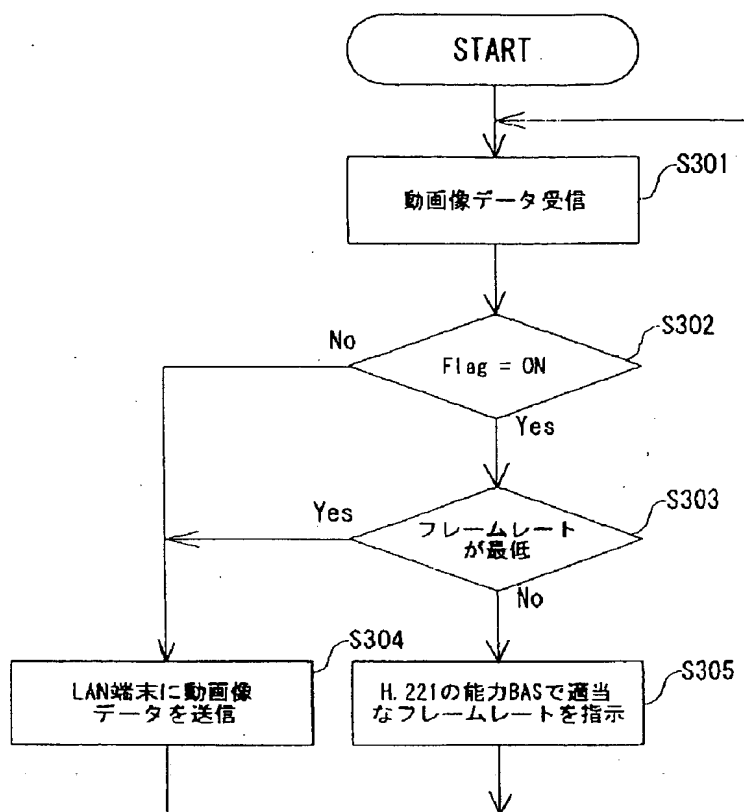 START
動画像データ受信
S301
No
S302
Flag = ON
Yes
Yes
S303
フレームレート
が最低
No
S304
LAN端末に動画像
データを送信
S305
H.221の能力BASで適当
なフレームレートを指示